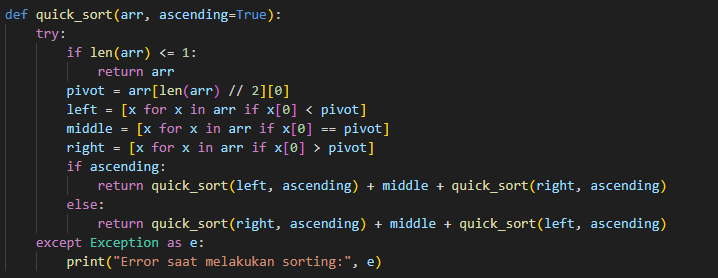 def quick_sort(arr, ascending=True):
    try:
        if len(arr) <= 1:
            return arr
        pivot = arr[len(arr) // 2][0]
        left = [x for x in arr if x[0] < pivot]
        middle = [x for x in arr if x[0] == pivot]
        right = [x for x in arr if x[0] > pivot]
        if ascending:
            return quick_sort(left, ascending) + middle + quick_sort(right, ascending)
        else:
            return quick_sort(right, ascending) + middle + quick_sort(left, ascending)
    except Exception as e:
        print("Error saat melakukan sorting:", e)